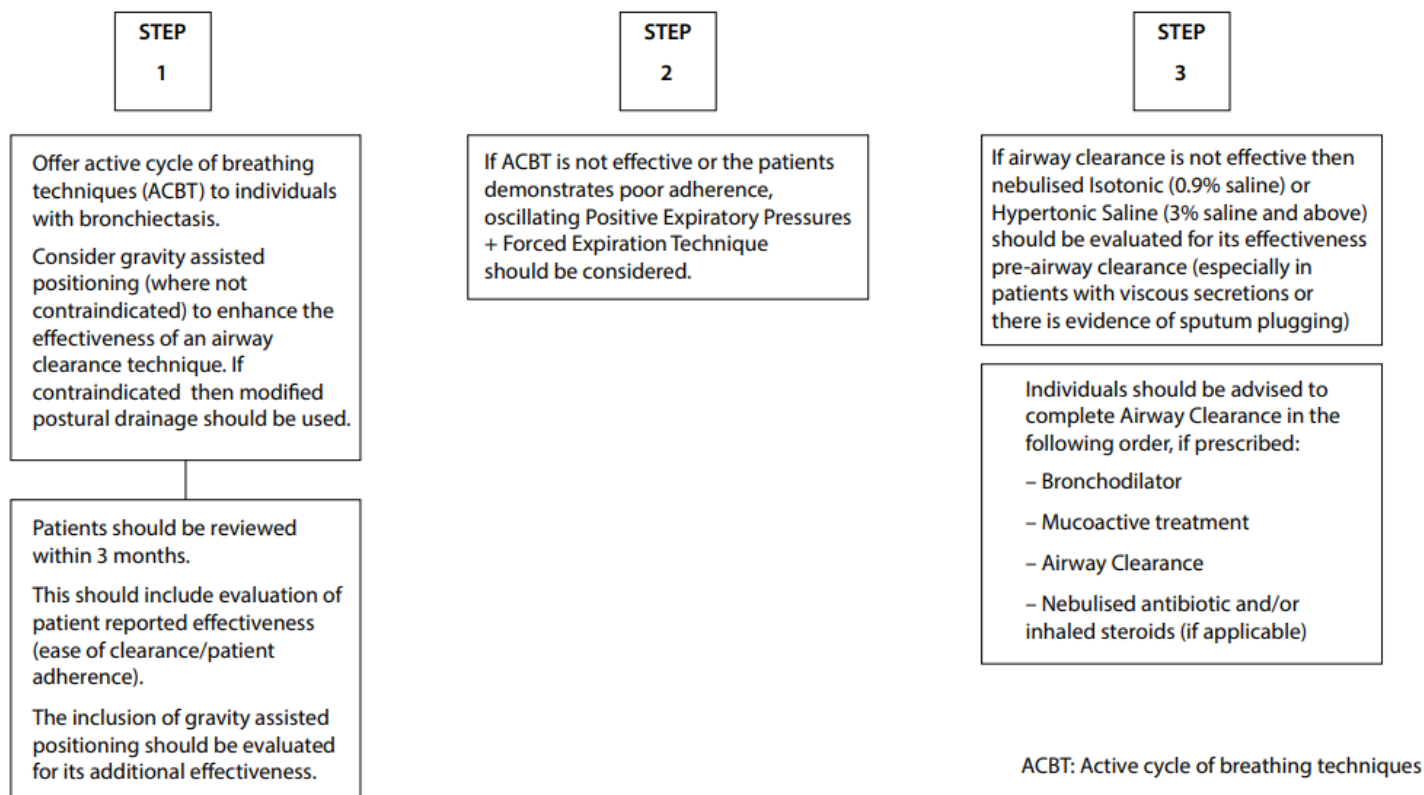 STEP
1
Offer active cycle of breathing
techniques (ACBT) to individuals
with bronchiectasis.
Consider gravity assisted
positioning (where not
contraindicated) to enhance the
effectiveness of an airway
clearance technique. If
contraindicated then modified
postural drainage should be used.
Patients should be reviewed
within 3 months.
This should include evaluation of
patient reported effectiveness
(ease of clearance/patient
adherence).
The inclusion of gravity assisted
positioning should be evaluated
for its additional effectiveness.
STEP
2
If ACBT is not effective or the patients
demonstrates poor adherence,
oscillating Positive Expiratory Pressures
+ Forced Expiration Technique
should be considered.
STEP
3
If airway clearance is not effective then
nebulised Isotonic (0.9% saline) or
Hypertonic Saline (3% saline and above)
should be evaluated for its effectiveness
pre-airway clearance (especially in
patients with viscous secretions or
there is evidence of sputum plugging)
Individuals should be advised to
complete Airway Clearance in the
following order, if prescribed:
– Bronchodilator
– Mucoactive treatment
– Airway Clearance
– Nebulised antibiotic and/or
inhaled steroids (if applicable)
ACBT: Active cycle of breathing techniques